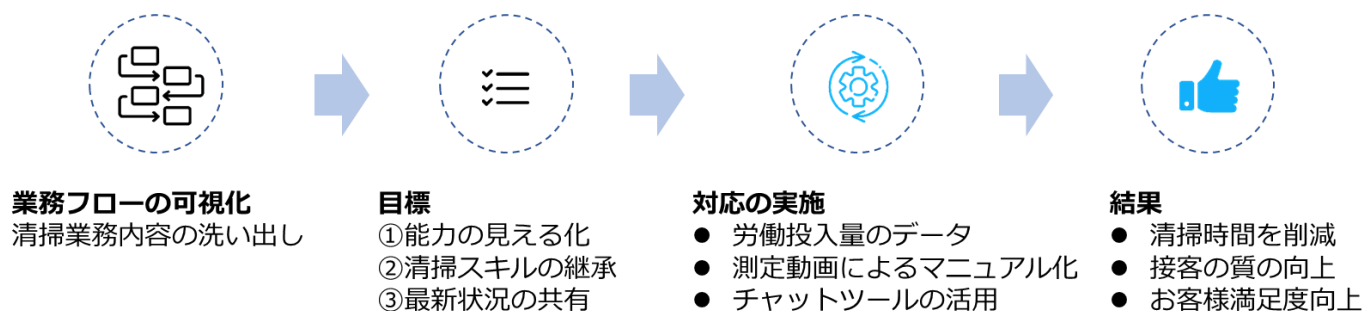 業務フローの可視化
清掃業務内容の洗い出し
目標
①能力の見える化
②清掃スキルの継承
③最新状況の共有
対応の実施
● 労働投入量のデータ
● 測定動画によるマニュアル化
● チャットツールの活用
結果
● 清掃時間を削減
● 接客の質の向上
● お客様満足度向上